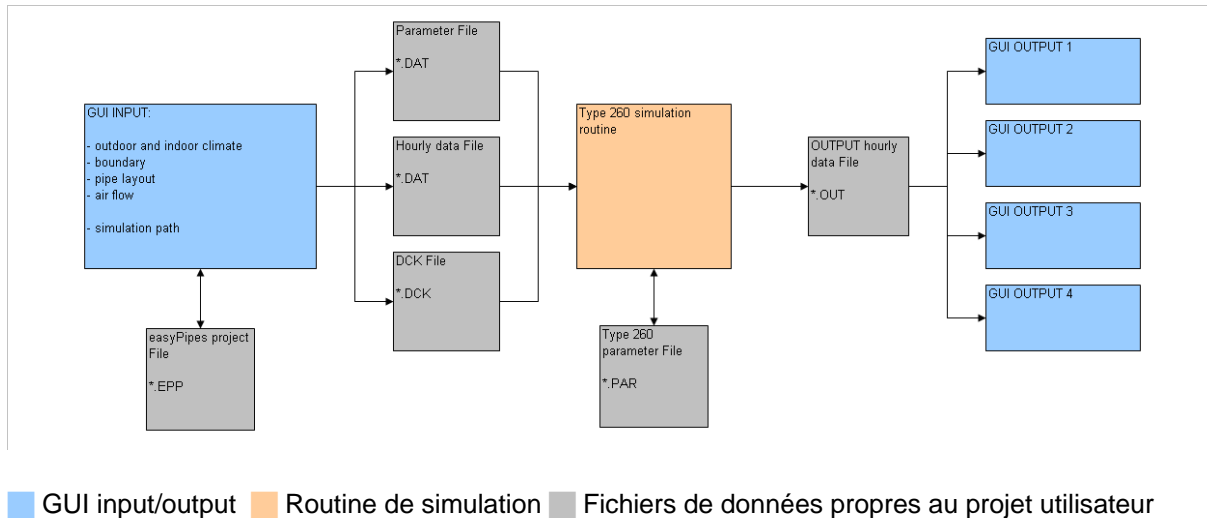 GUI INPUT:
- outdoor and indoor climate
- boundary
- pipe layout
- air flow
- simulation path
easyPipes project
File
*.EPP
Parameter File
*.DAT
Hourly data File
*.DAT
DCK File
*.DCK
Type 260 simulation
routine
Type 260
parameter File
*.PAR
OUTPUT hourly
data File
*.OUT
GUI OUTPUT 1
GUI OUTPUT 2
GUI OUTPUT 3
GUI OUTPUT 4
GUI input/output Routine de simulation Fichiers de données propres au projet utilisateur